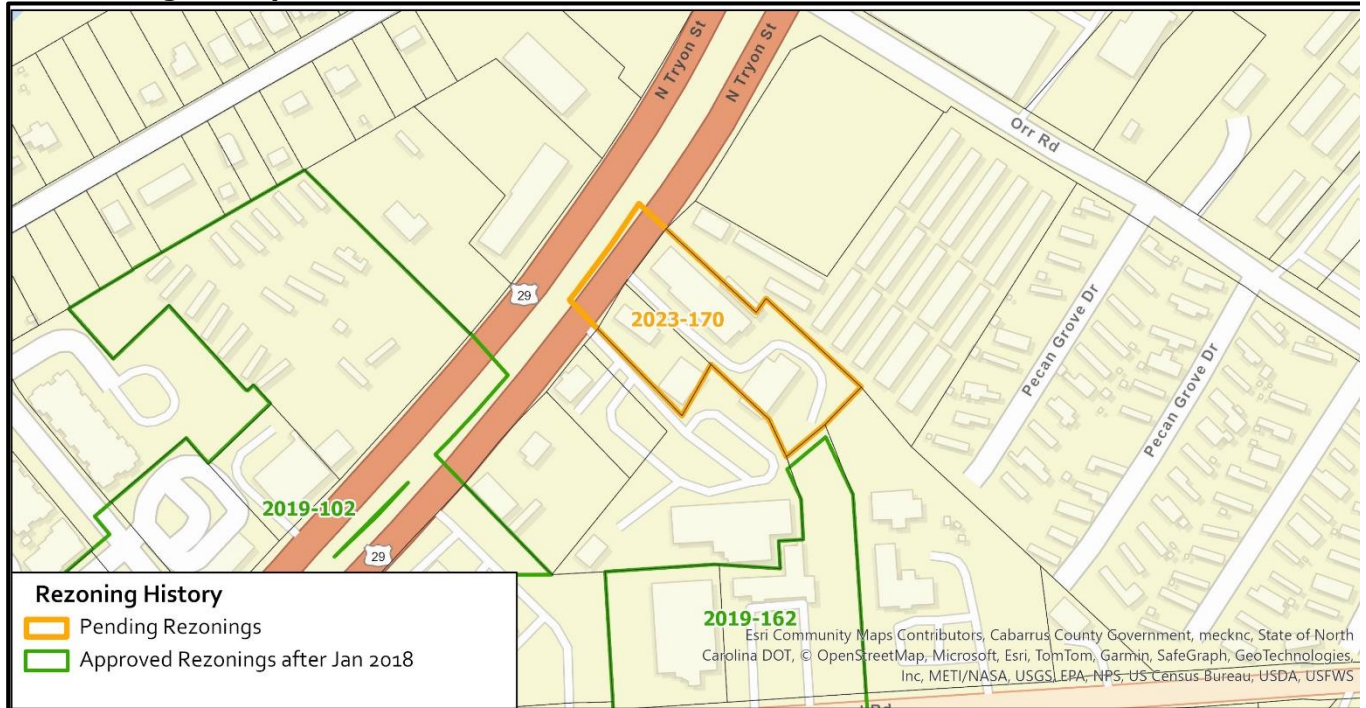 N Tryon St
N Tryon St
Orr Rd
29
2023-170
Pecan Grove Dr
Pecan Grove Dr
2019-102
29
2019-162
Rezoning History
Pending Rezonings
Approved Rezonings after Jan 2018
Esri Community Maps Contributors, Cabarrus County Government, mecknc, State of North
Carolina DOT, © OpenStreetMap, Microsoft, Esri, TomTom, Garmin, SafeGraph, GeoTechnologies,
Inc, METI/NASA, USGS, EPA, NPS, US Census Bureau, USDA, USFWS